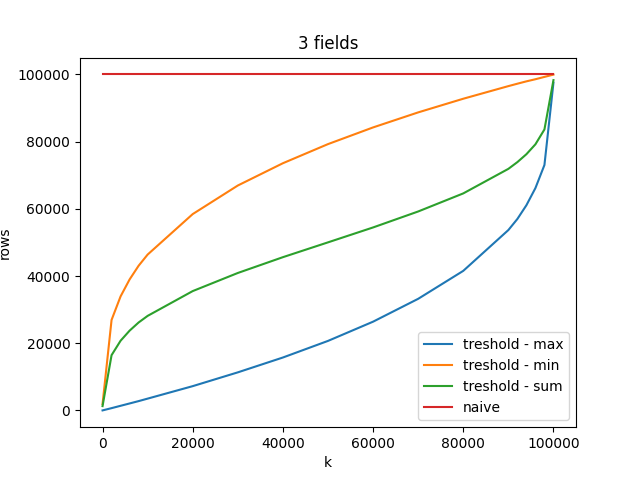 3 fields
100000
80000
60000
40000
20000
0
rows
0 20000 40000 60000 80000 100000
k
treshold - max
treshold - min
treshold - sum
naive